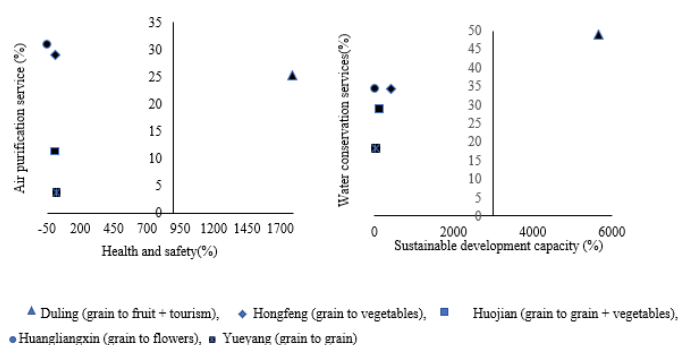 Air purification service (%)
35
30
25
20
15
10
5
0
-50 200 450 700 950 1200 1450 1700
Health and safety(%)
Water conservation services(%)
50
45
40
35
30
25
20
15
10
5
0
0 2000 4000 6000
Sustainable development capacity (%)
Duling (grain to fruit + tourism), Hongfeng (grain to vegetables), Huojian (grain to grain + vegetables),
Huangliangxin (grain to flowers), Yueyang (grain to grain)